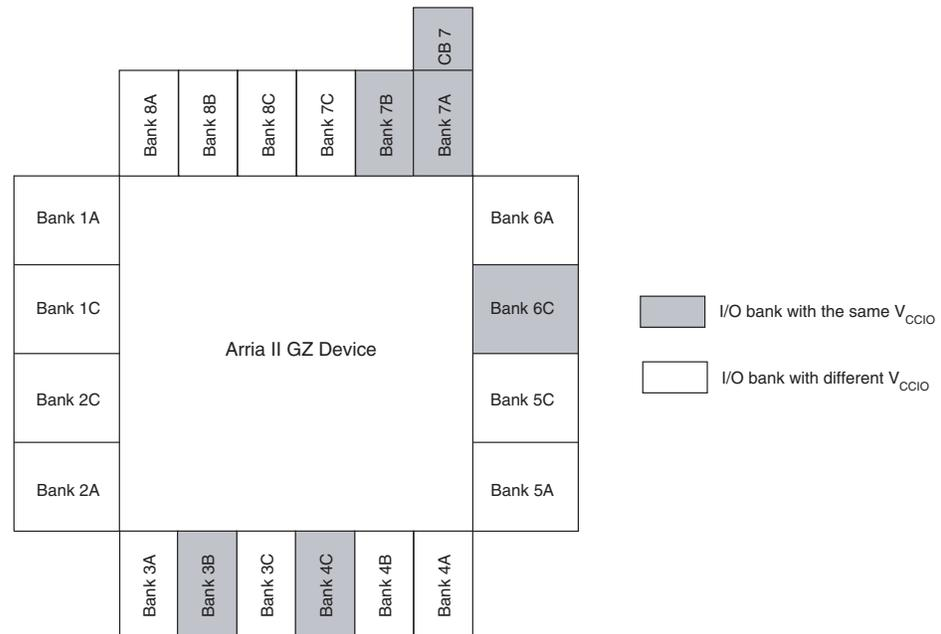 CB 7
Bank 8A
Bank 8B
Bank 8C
Bank 7C
Bank 7B
Bank 7A
Bank 1A
Bank 6A
Bank 1C
Bank 6C
I/O bank with the same VCCIO
Arria II GZ Device
I/O bank with different VCCIO
Bank 2C
Bank 5C
Bank 2A
Bank 5A
Bank 3A
Bank 3B
Bank 3C
Bank 4C
Bank 4B
Bank 4A